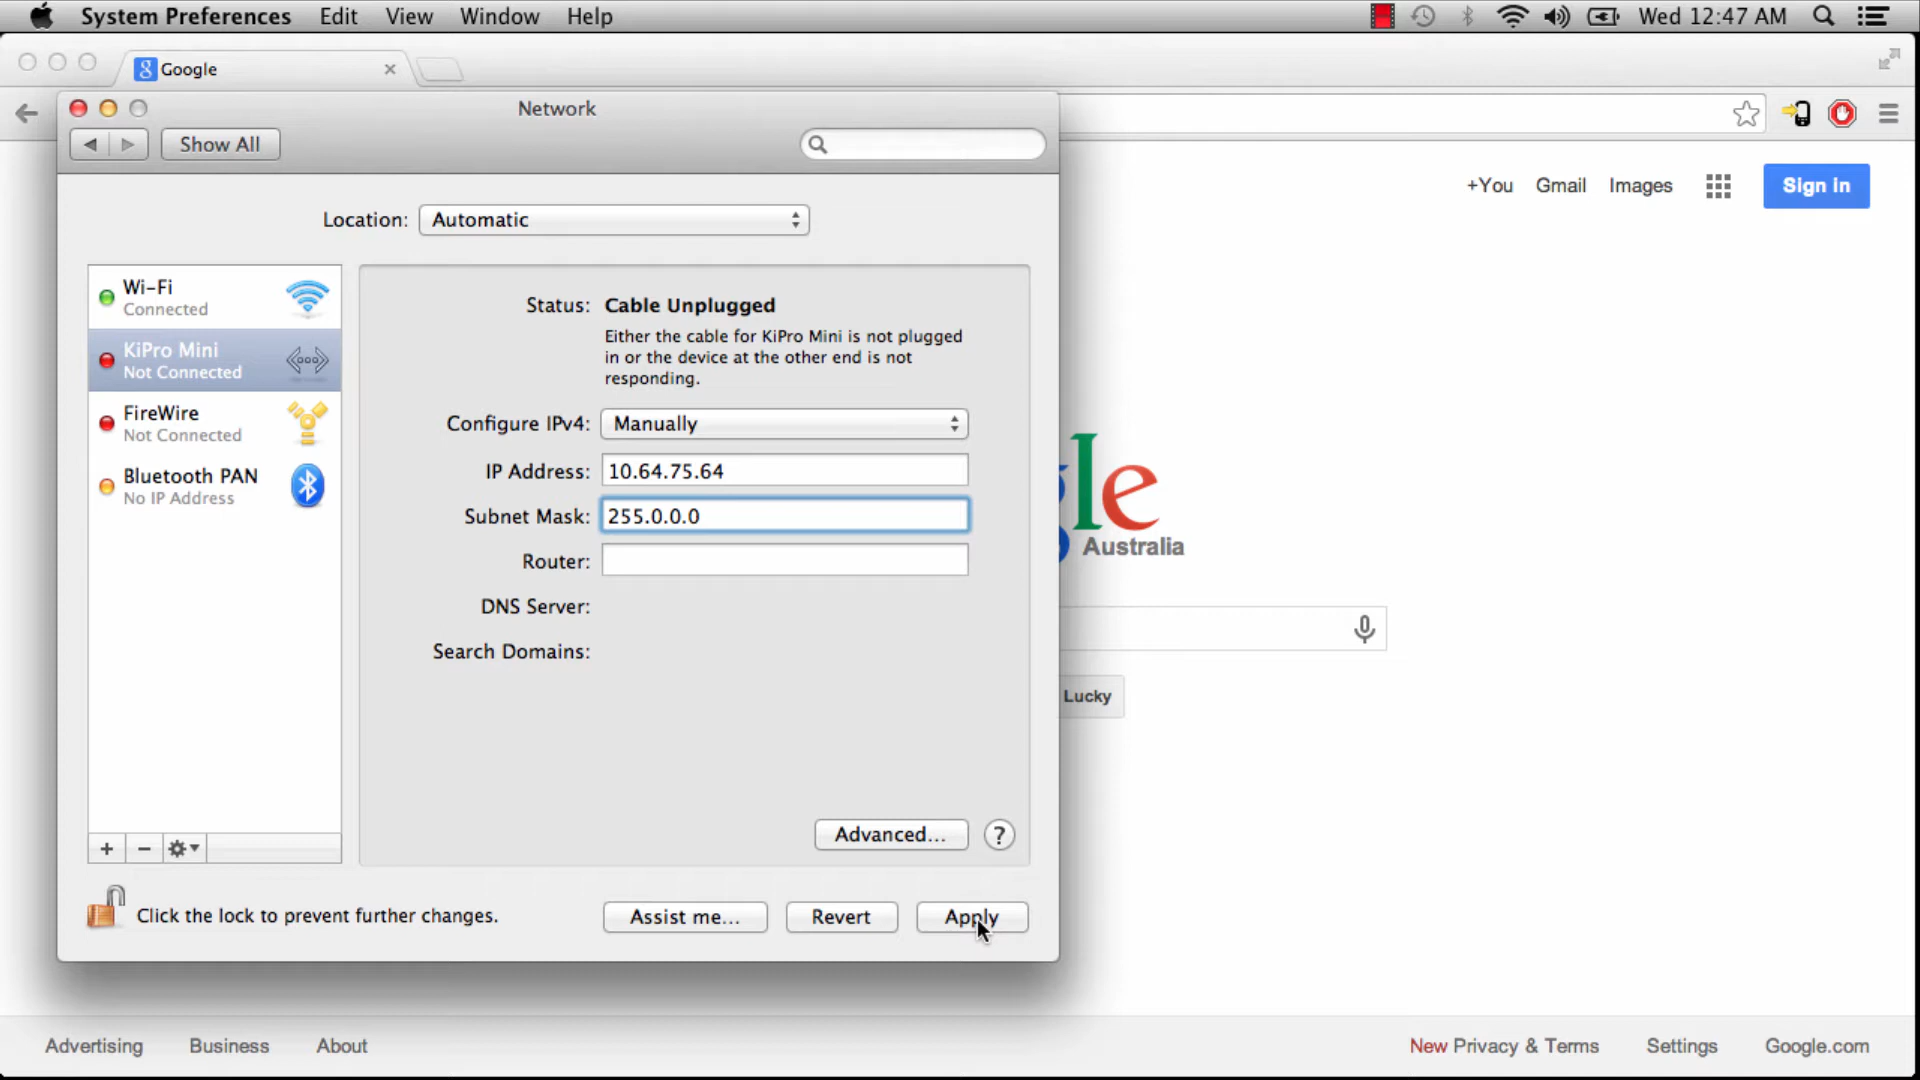 System Preferences Edit View Window Help Wed 12:47 AM
Google
Network
Show All
+You Gmail Images Sign in
Location: Automatic
Wi-Fi
Connected
KiPro Mini
Not Connected
FireWire
Not Connected
Bluetooth PAN
No IP Address
Status: Cable Unplugged
Either the cable for KiPro Mini is not plugged
in or the device at the other end is not
responding.
Configure IPv4: Manually
IP Address: 10.64.75.64
Subnet Mask: 255.0.0.0
Router:
DNS Server:
Search Domains:
gle
Australia
Lucky
Advanced... ?
Click the lock to prevent further changes.
Assist me... Revert Apply
Advertising Business About New Privacy & Terms Settings Google.com